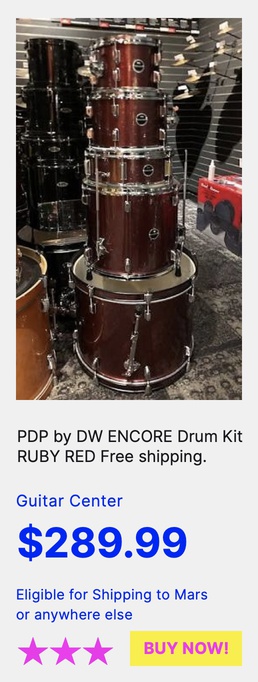 PDP by DW ENCORE Drum Kit
RUBY RED Free shipping.
Guitar Center
$289.99
Eligible for Shipping to Mars
or anywhere else
BUY NOW!